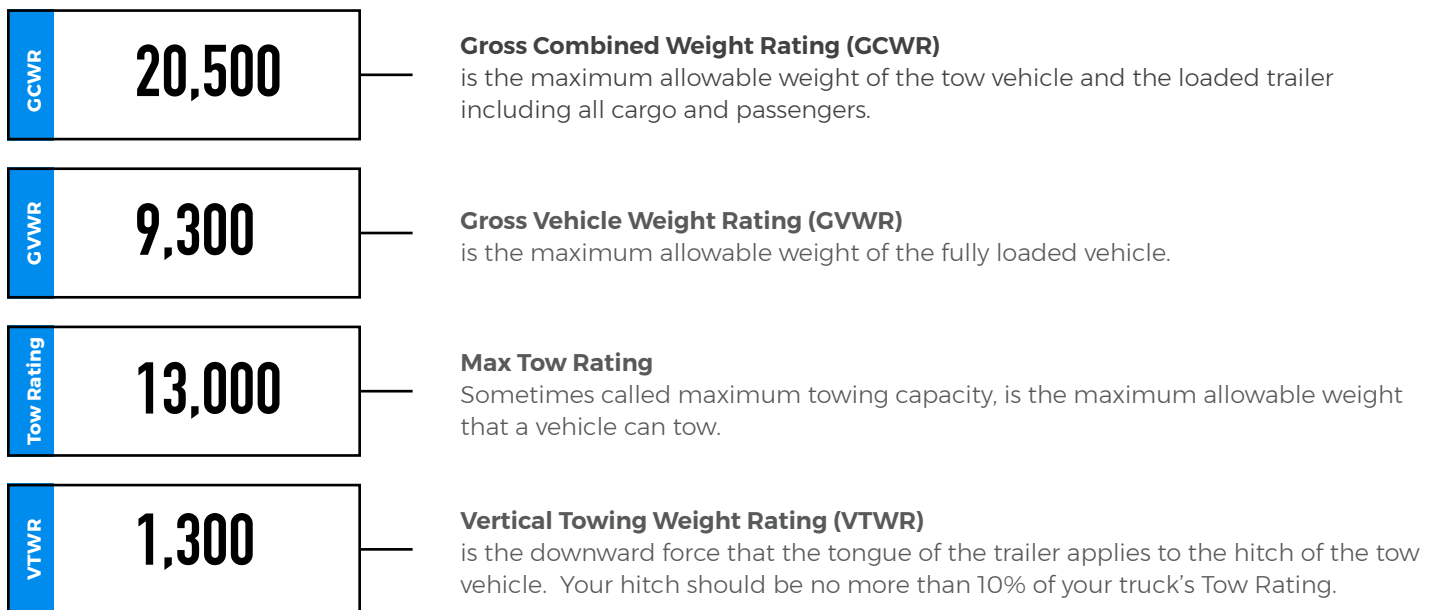 GCWR
20,500
Gross Combined Weight Rating (GCWR)
is the maximum allowable weight of the tow vehicle and the loaded trailer
including all cargo and passengers.
GVWR
9,300
Gross Vehicle Weight Rating (GVWR)
is the maximum allowable weight of the fully loaded vehicle.
Tow Rating
13,000
Max Tow Rating
Sometimes called maximum towing capacity, is the maximum allowable weight
that a vehicle can tow.
VTWR
1,300
Vertical Towing Weight Rating (VTWR)
is the downward force that the tongue of the trailer applies to the hitch of the tow
vehicle.  Your hitch should be no more than 10% of your truck's Tow Rating.